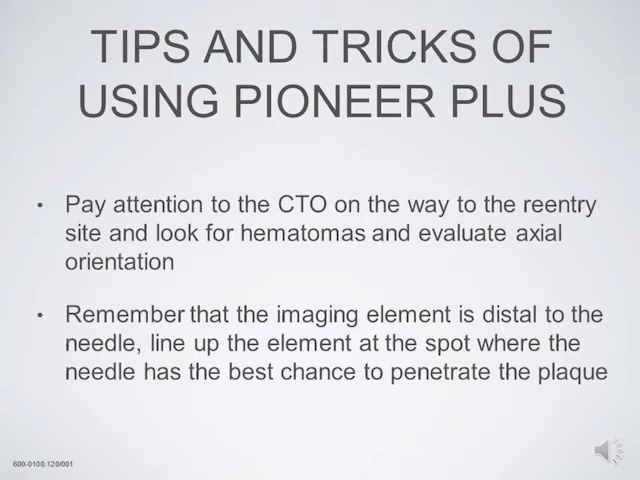 TIPS AND TRICKS OF
USING PIONEER PLUS
• Pay attention to the CTO on the way to the reentry
site and look for hematomas and evaluate axial
orientation
• Remember that the imaging element is distal to the
needle, line up the element at the spot where the
needle has the best chance to penetrate the plaque
600-0100.120/001